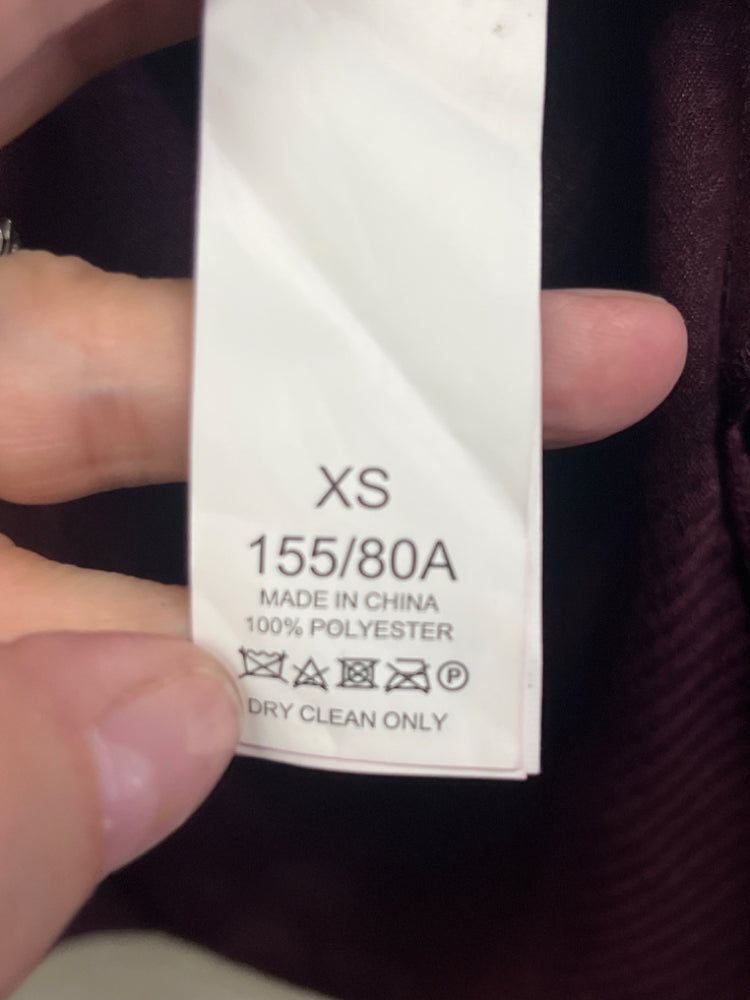 XS
155/80A
MADE IN CHINA
100% POLYESTER
P
DRY CLEAN ONLY